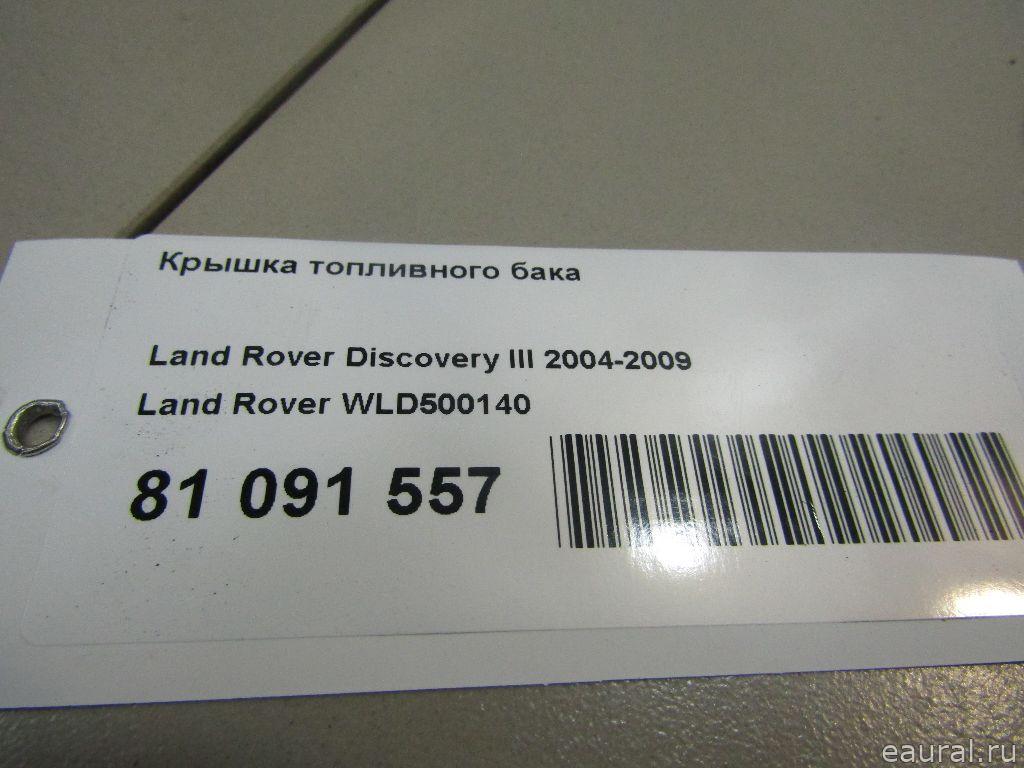 Крышка топливного бака
Land Rover Discovery III 2004-2009
Land Rover WLD500140
81 091 557
eaural.ru